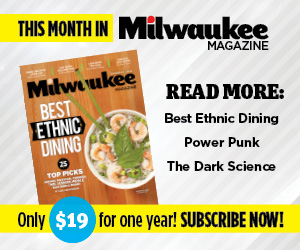 THIS MONTH IN
Milwaukee
MAGAZINE
Milwaukee
BEST
ETHNIC
DINING
25
TOP PICKS
READ MORE:
Best Ethnic Dining
Power Punk
The Dark Science
Only $19 for one year! SUBSCRIBE NOW!